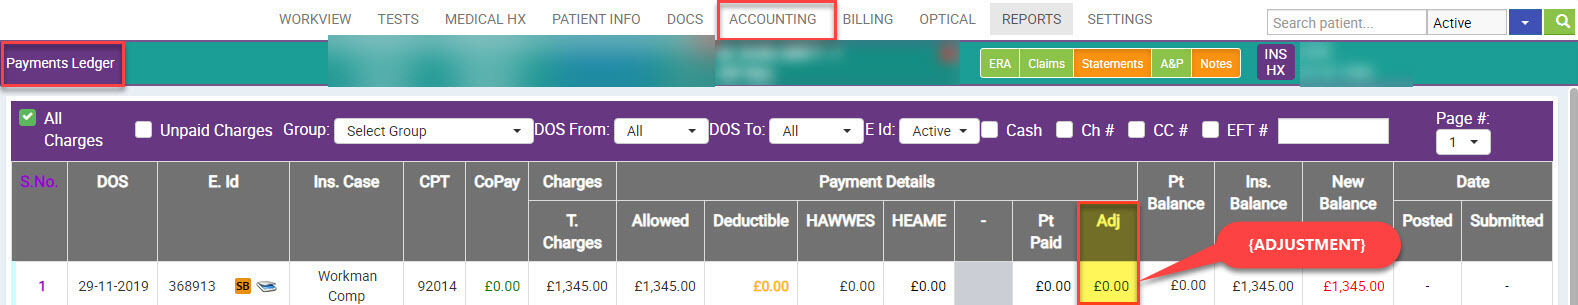 WORKVIEW TESTS MEDICAL HX PATIENT INFO DOCS ACCOUNTING BILLING OPTICAL REPORTS SETTINGS Search patient... Active
Payments Ledger ERA Claims Statements A&P Notes INS HX
All Charges Unpaid Charges Group: Select Group DOS From: All DOS To: All E Id: Active Cash Ch # CC # EFT # Page #: 1
S.No. DOS E. Id Ins. Case CPT CoPay Charges Payment Details Pt Balance Ins. Balance New Balance Date
T. Charges Allowed Deductible HAWWES HEAME - Pt Paid Adj Posted Submitted
{ADJUSTMENT}
1 29-11-2019 368913 SB Workman Comp 92014 £0.00 £1,345.00 £1,345.00 £0.00 £0.00 £0.00 £0.00 £0.00 £0.00 £1,345.00 £1,345.00 - -